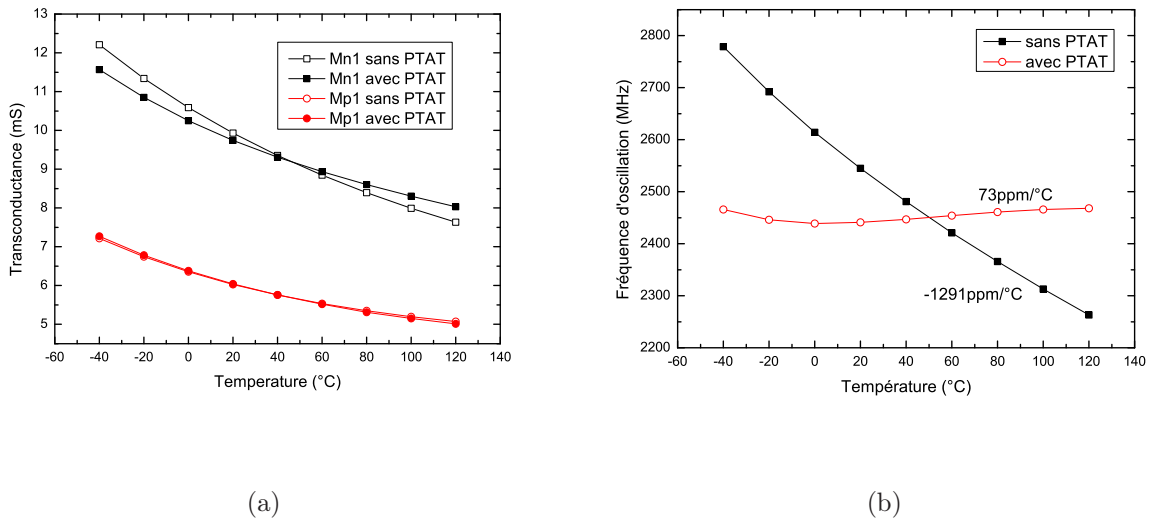 13
12
11
10
9
8
7
6
5
Transconductance (mS)
Mn1 sans PTAT
Mn1 avec PTAT
Mp1 sans PTAT
Mp1 avec PTAT
-60 -40 -20 0 20 40 60 80 100 120 140
Temperature (°C)
(a)
2800
2700
2600
2500
2400
2300
2200
Fréquence d'oscillation (MHz)
sans PTAT
avec PTAT
73ppm/°C
-1291ppm/°C
-60 -40 -20 0 20 40 60 80 100 120 140
Température (°C)
(b)